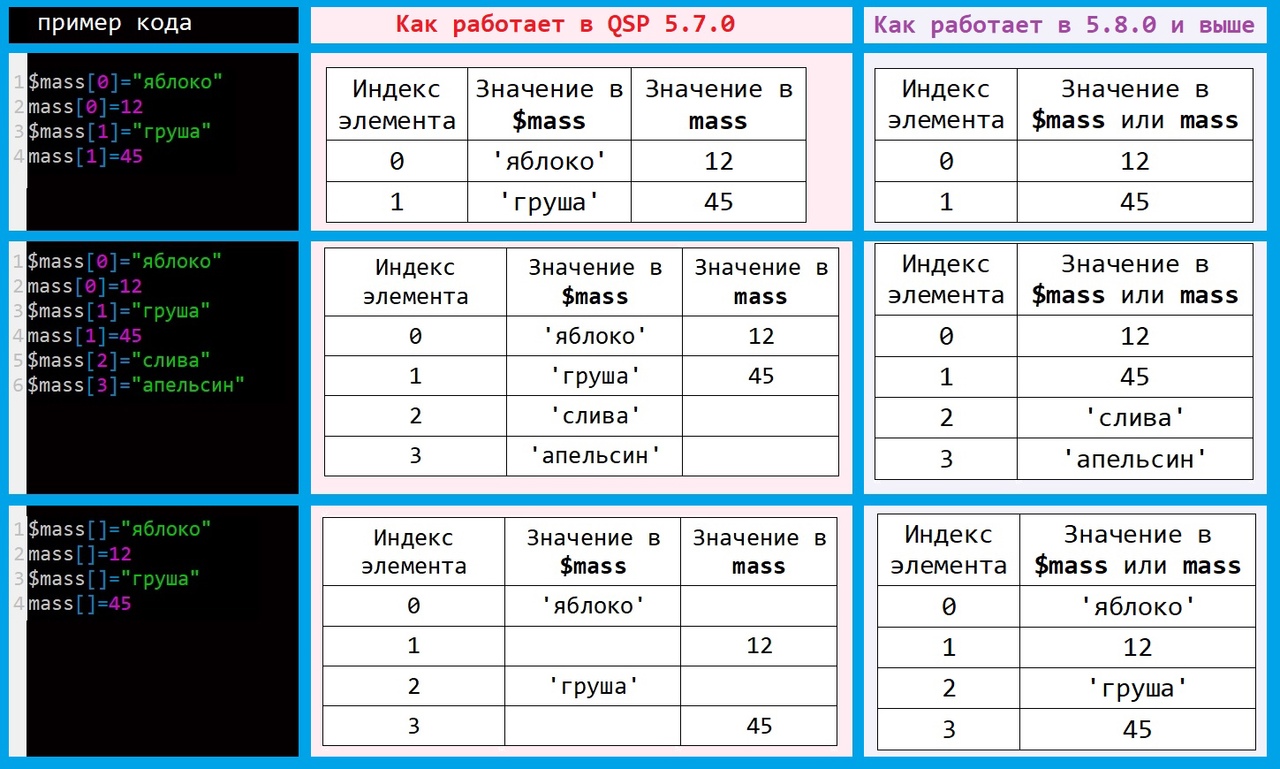 пример кода
Как работает в QSP 5.7.0
Как работает в 5.8.0 и выше
1 $mass[0]="яблоко"
2 mass[0]=12
3 $mass[1]="груша"
4 mass[1]=45
Индекс элемента Значение в $mass Значение в mass
0 'яблоко' 12
1 'груша' 45
Индекс элемента Значение в $mass или mass
0 12
1 45
1 $mass[0]="яблоко"
2 mass[0]=12
3 $mass[1]="груша"
4 mass[1]=45
5 $mass[2]="слива"
6 $mass[3]="апельсин"
Индекс элемента Значение в $mass Значение в mass
0 'яблоко' 12
1 'груша' 45
2 'слива'
3 'апельсин'
Индекс элемента Значение в $mass или mass
0 12
1 45
2 'слива'
3 'апельсин'
1 $mass[]="яблоко"
2 mass[]=12
3 $mass[]="груша"
4 mass[]=45
Индекс элемента Значение в $mass Значение в mass
0 'яблоко'
1 12
2 'груша'
3 45
Индекс элемента Значение в $mass или mass
0 'яблоко'
1 12
2 'груша'
3 45